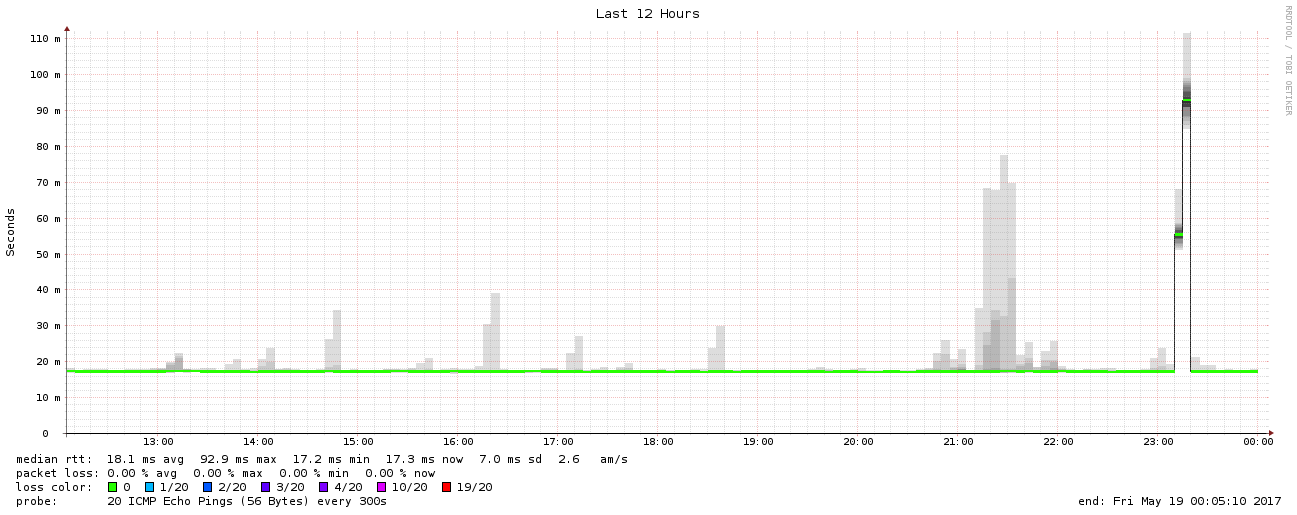 Last 12 Hours
RRDTOOL / TOBI OETIKER
Seconds
110 m
100 m
90 m
80 m
70 m
60 m
50 m
40 m
30 m
20 m
10 m
0
13:00 14:00 15:00 16:00 17:00 18:00 19:00 20:00 21:00 22:00 23:00 00:00
median rtt: 18.1 ms avg 92.9 ms max 17.2 ms min 17.3 ms now 7.0 ms sd 2.6 am/s
packet loss: 0.00 % avg 0.00 % max 0.00 % min 0.00 % now
loss color: 0 1/20 2/20 3/20 4/20 10/20 19/20
probe: 20 ICMP Echo Pings (56 Bytes) every 300s end: Fri May 19 00:05:10 2017